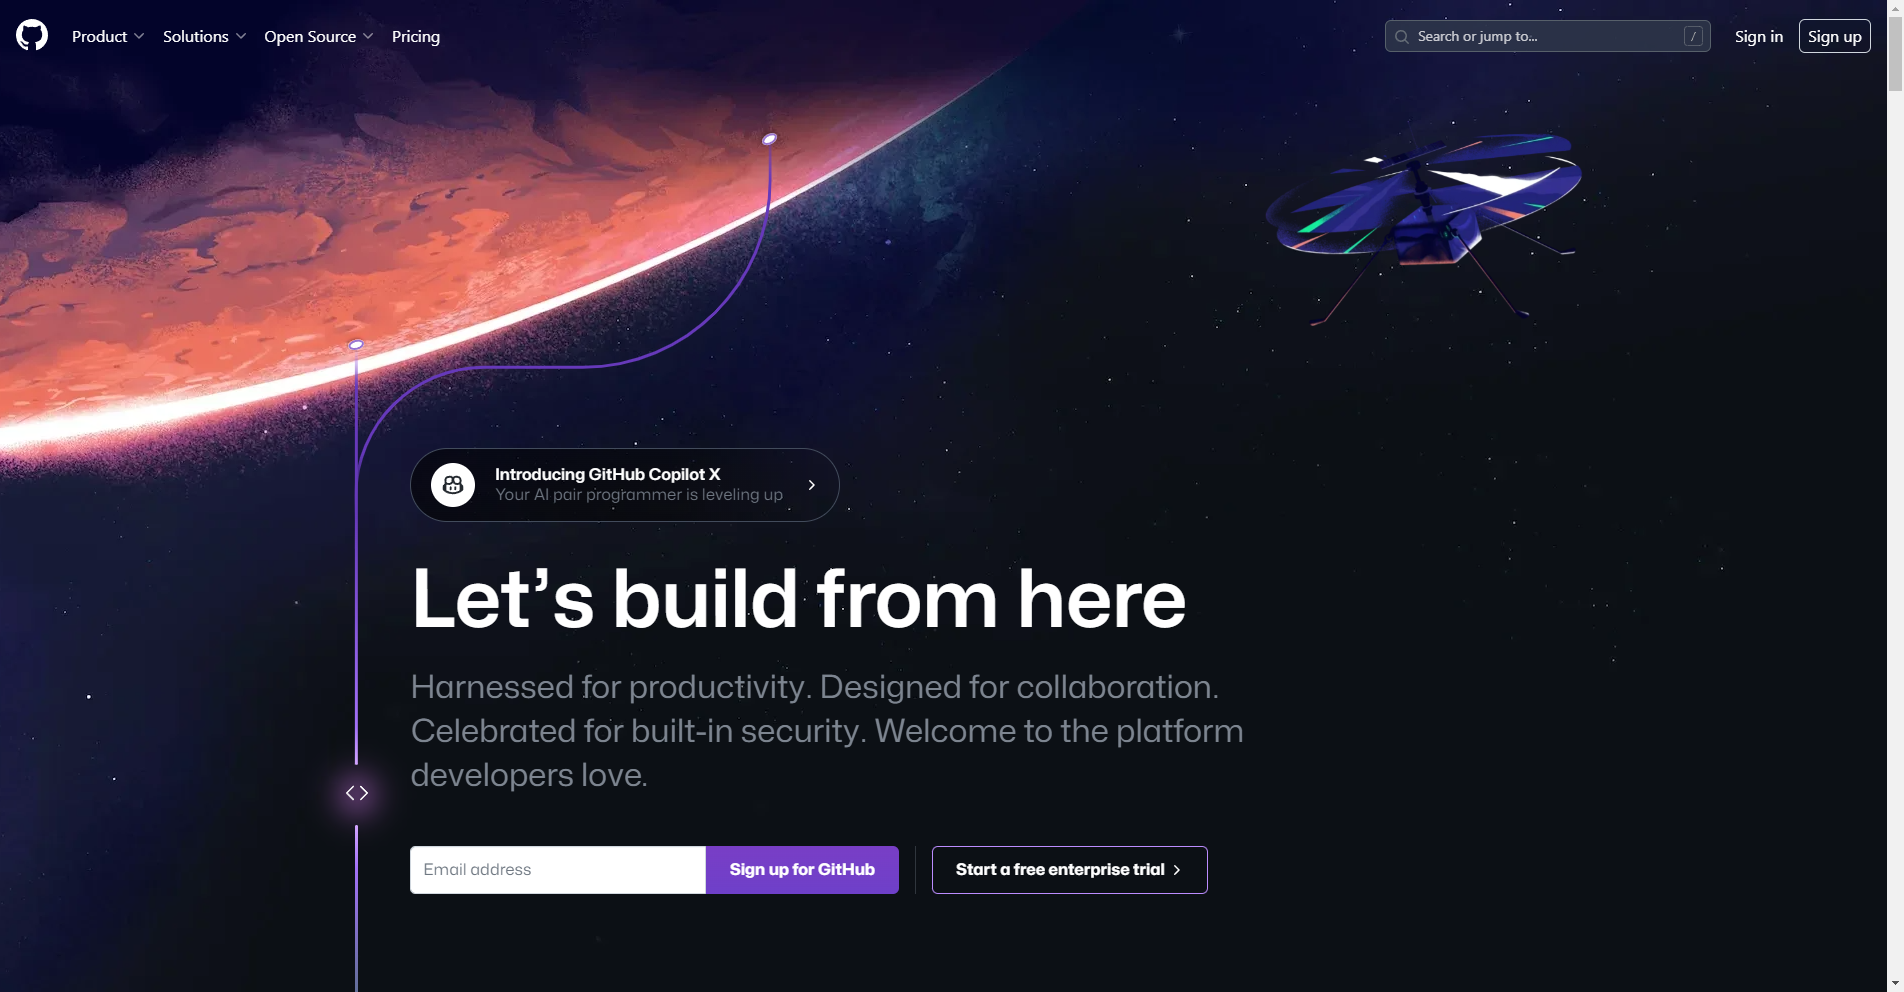 Product
Solutions
Open Source
Pricing
Search or jump to...
/
Sign in
Sign up
Introducing GitHub Copilot X
Your AI pair programmer is leveling up
Let’s build from here
Harnessed for productivity. Designed for collaboration.
Celebrated for built-in security. Welcome to the platform
developers love.
Email address
Sign up for GitHub
Start a free enterprise trial